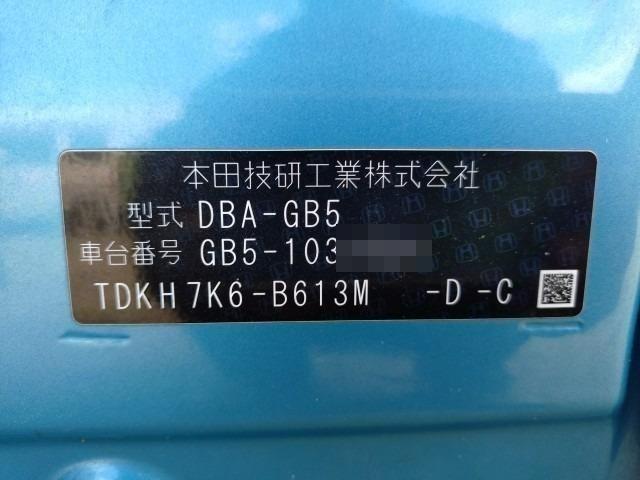 本田技研工業株式会社
型式 DBA-GB5
車台番号 GB5-103
TDKH7K6-B613M -D -C